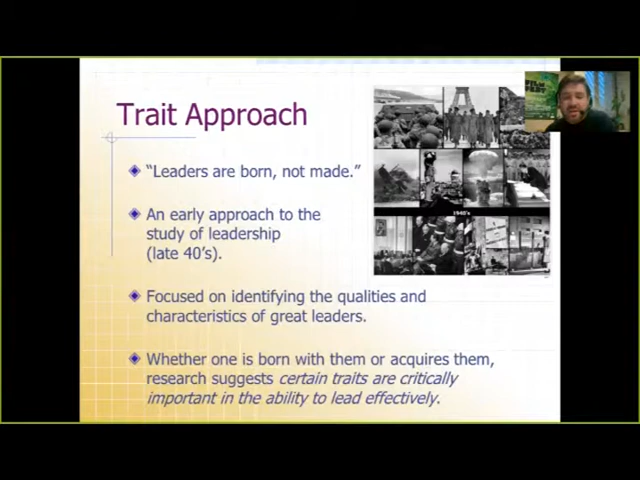 Trait Approach
"Leaders are born, not made."
An early approach to the
study of leadership
(late 40's).
Focused on identifying the qualities and
characteristics of great leaders.
Whether one is born with them or acquires them,
research suggests certain traits are critically
important in the ability to lead effectively.
1940's
FILM